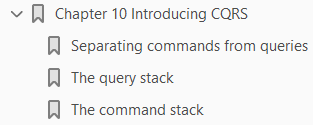 Chapter 10 Introducing CQRS
Separating commands from queries
The query stack
The command stack